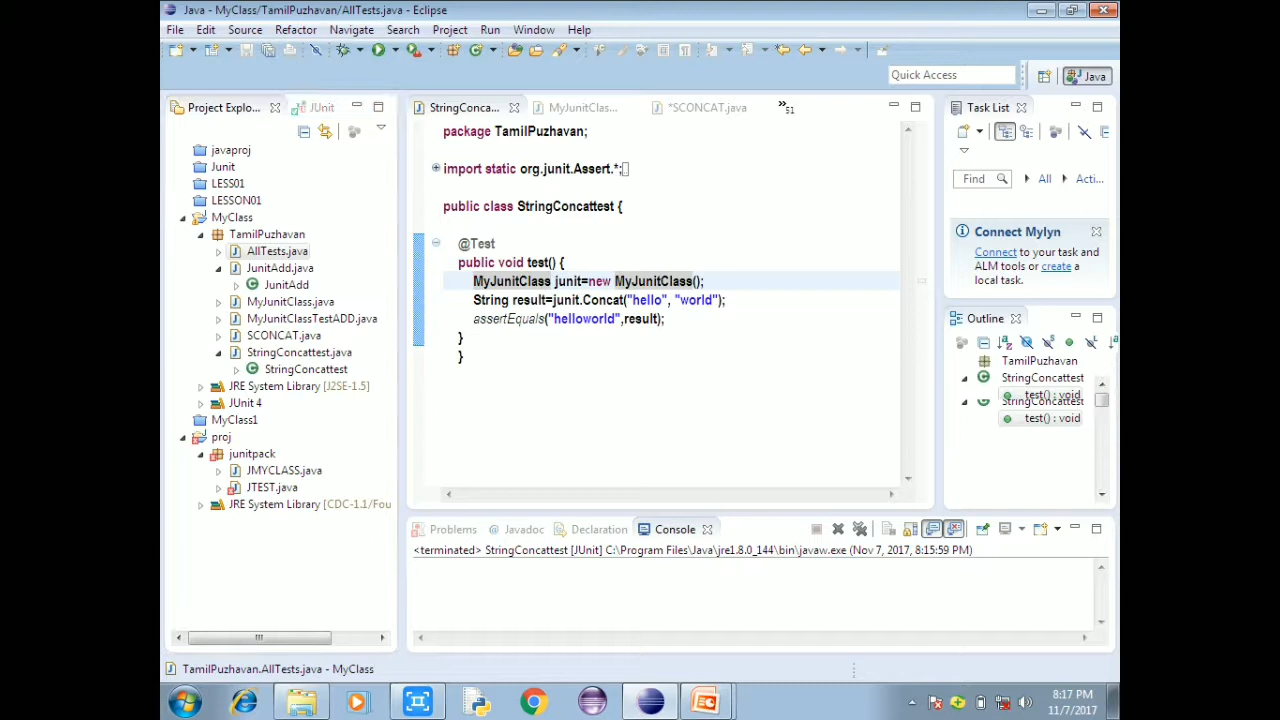 Java - MyClass/TamilPuzhavan/AllTests.java - Eclipse
File Edit Source Refactor Navigate Search Project Run Window Help
Quick Access
Java
Project Explo...
JUnit
javaproj
Junit
LESS01
LESSON01
MyClass
TamilPuzhavan
AllTests.java
JunitAdd.java
JunitAdd
MyJunitClass.java
MyJunitClassTestADD.java
SCONCAT.java
StringConcattest.java
StringConcattest
JRE System Library [J2SE-1.5]
JUnit 4
MyClass1
proj
junitpack
JMYCLASS.java
JTEST.java
JRE System Library [CDC-1.1/Fou
StringConca...
MyJunitClas...
*SCONCAT.java
»51
package TamilPuzhavan;
import static org.junit.Assert.*;
public class StringConcattest {
@Test
public void test() {
MyJunitClass junit=new MyJunitClass();
String result=junit.Concat("hello", "world");
assertEquals("helloworld",result);
}
}
Task List
Find
All
Acti...
Connect Mylyn
Connect to your task and
ALM tools or create a
local task.
Outline
TamilPuzhavan
StringConcattest
test() : void
StringConcattest
test() : void
Problems @ Javadoc Declaration Console
<terminated> StringConcattest [JUnit] C:\Program Files\Java\jre1.8.0_144\bin\javaw.exe (Nov 7, 2017, 8:15:59 PM)
TamilPuzhavan.AllTests.java - MyClass
8:17 PM
11/7/2017